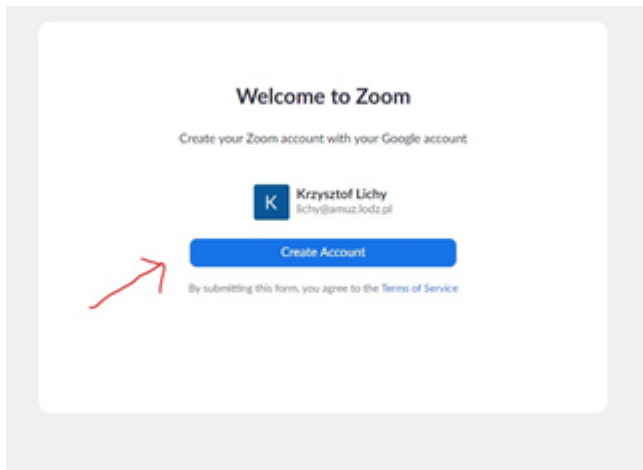 Welcome to Zoom
Create your Zoom account with your Google account
K
Krzysztof Lichy
lichy@amuz.lodz.pl
Create Account
By submitting this form, you agree to the Terms of Service